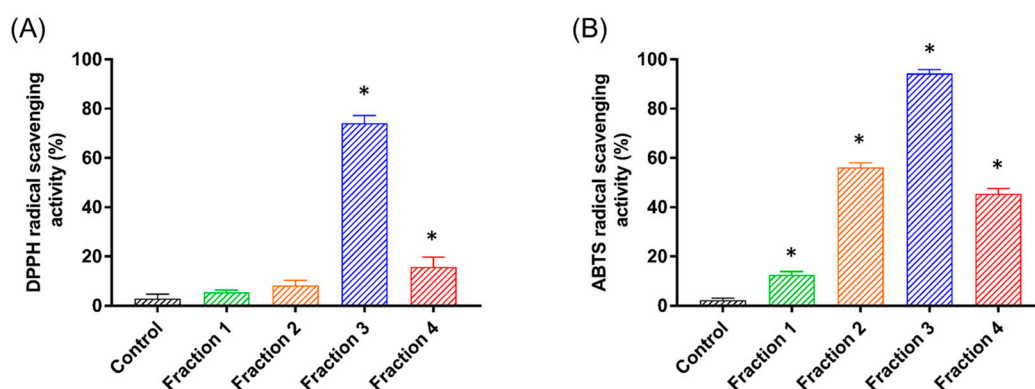 (A)
DPPH radical scavenging
activity (%)
100
80
60
40
20
0
*
*
Control
Fraction 1
Fraction 2
Fraction 3
Fraction 4
(B)
ABTS radical scavenging
activity (%)
100
80
60
40
20
0
*
*
*
*
Control
Fraction 1
Fraction 2
Fraction 3
Fraction 4